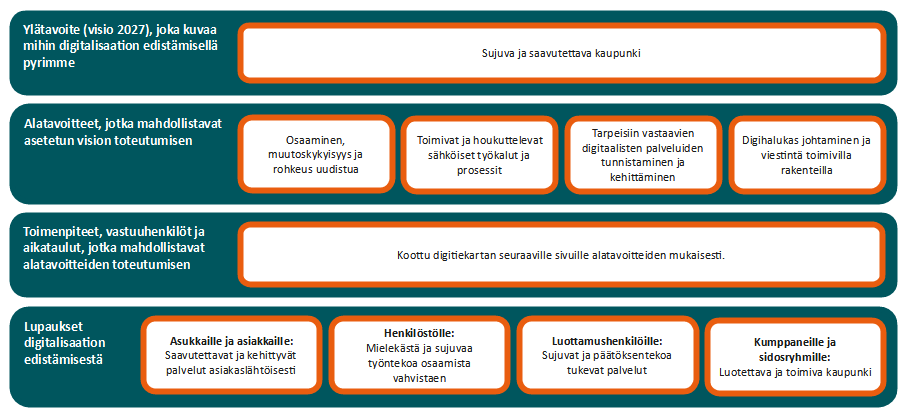 Ylätavoite (visio 2027), joka kuvaa
mihin digitalisaation edistämisellä
pyrimme
Sujuva ja saavutettava kaupunki
Alatavoitteet, jotka mahdollistavat
asetetun vision toteutumisen
Osaaminen,
muutoskykyisyys ja
rohkeus uudistua
Toimivat ja houkuttelevat
sähköiset työkalut ja
prosessit
Tarpeisiin vastaavien
digitaalisten palveluiden
tunnistaminen ja
kehittäminen
Digihalukas johtaminen ja
viestintä toimivilla
rakenteilla
Toimenpiteet, vastuuhenkilöt ja
aikataulut, jotka mahdollistavat
alatavoitteiden toteutumisen
Koottu digitiekartan seuraaville sivuille alatavoitteiden mukaisesti.
Lupaukset
digitalisaation
edistämisestä
Asukkaille ja asiakkaille:
Saavutettavat ja kehittyvät
palvelut asiakaslähtöisesti
Henkilöstölle:
Mielekästä ja sujuvaa
työntekoa osaamista
vahvistaen
Luottamushenkilöille:
Sujuvat ja päätöksentekoa
tukevat palvelut
Kumppaneille ja
sidosryhmille:
Luotettava ja toimiva kaupunki